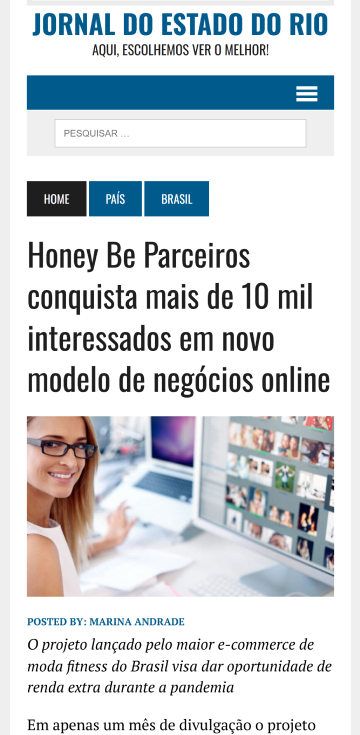 JORNAL DO ESTADO DO RIO
AQUI, ESCOLHEMOS VER O MELHOR!
PESQUISAR …
HOME
PAÍS
BRASIL
Honey Be Parceiros
conquista mais de 10 mil
interessados em novo
modelo de negócios online
POSTED BY: MARINA ANDRADE
O projeto lançado pelo maior e-commerce de
moda fitness do Brasil visa dar oportunidade de
renda extra durante a pandemia
Em apenas um mês de divulgação o projeto